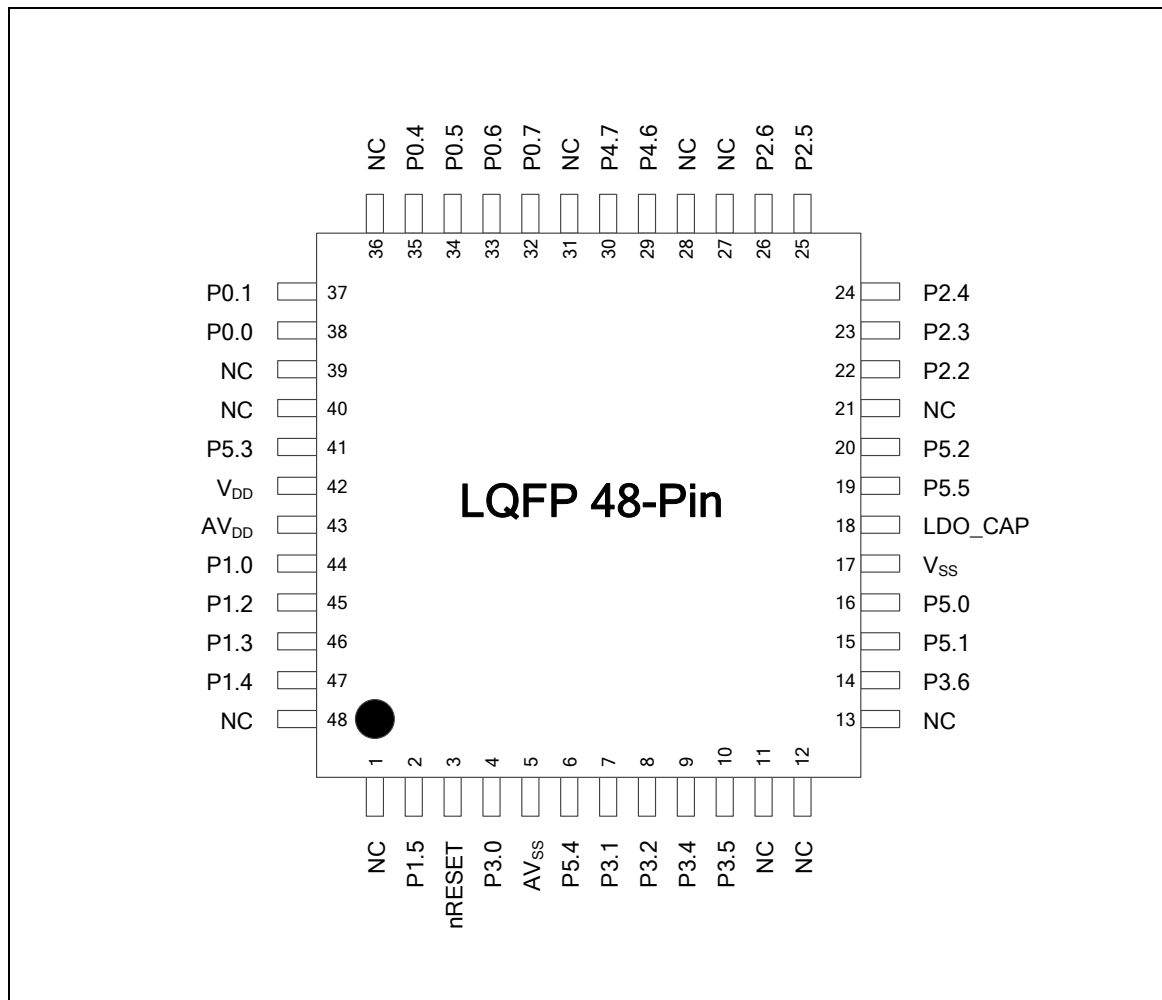 NC P0.4 P0.5 P0.6 P0.7 NC P4.7 P4.6 NC NC P2.6 P2.5
36 35 34 33 32 31 30 29 28 27 26 25
P0.1 37 24 P2.4
P0.0 38 23 P2.3
NC 39 22 P2.2
NC 40 21 NC
P5.3 41 20 P5.2
VDD 42 19 P5.5
LQFP 48-Pin
AVDD 43 18 LDO_CAP
P1.0 44 17 VSS
P1.2 45 16 P5.0
P1.3 46 15 P5.1
P1.4 47 14 P3.6
NC 48 13 NC
1 2 3 4 5 6 7 8 9 10 11 12
NC P1.5 nRESET P3.0 AVSS P5.4 P3.1 P3.2 P3.4 P3.5 NC NC